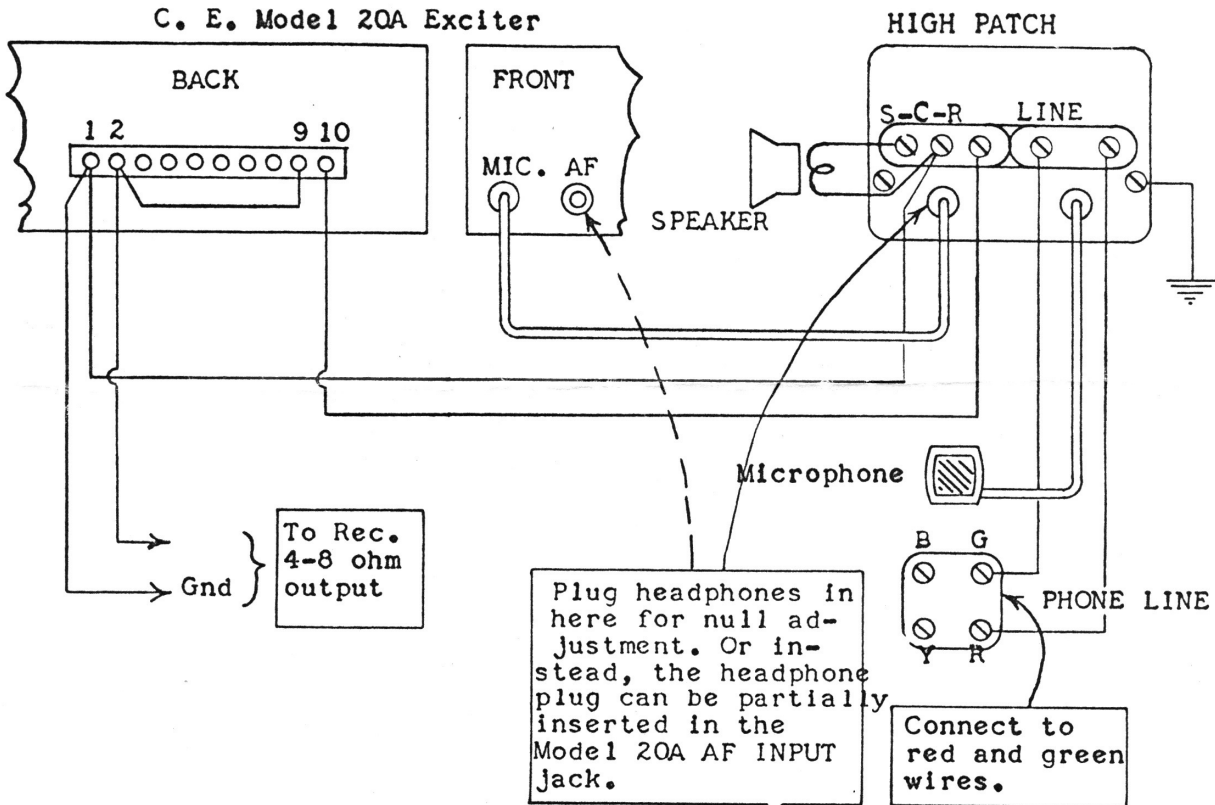 C. E. Model 20A Exciter
HIGH PATCH
BACK
FRONT
1 2 9 10
S-C-R LINE
MIC. AF
SPEAKER
Microphone
To Rec.
4-8 ohm
output
Gnd
B G
Y R
PHONE LINE
Plug headphones in
here for null ad-
justment. Or in-
stead, the headphone
plug can be partially
inserted in the
Model 20A AF INPUT
jack.
Connect to
red and green
wires.